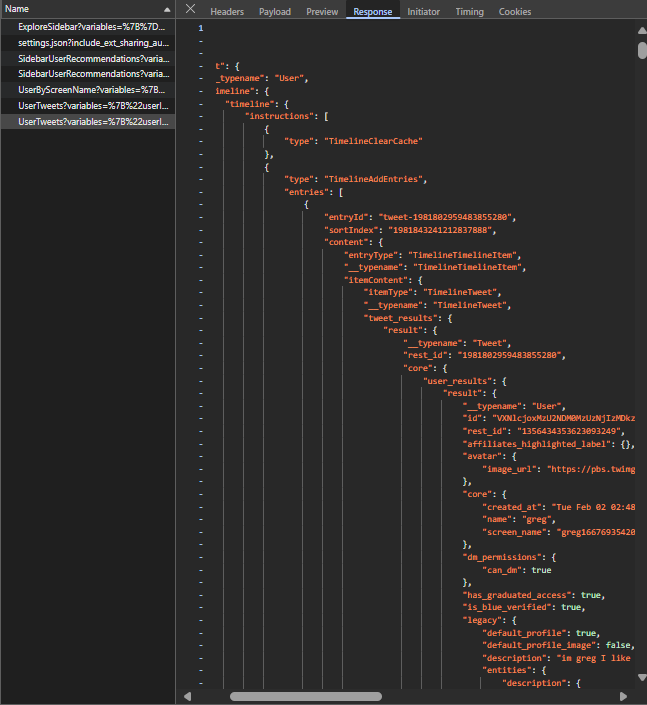 Name
ExploreSidebar?variables=%7B%7D...
settings.json?include_ext_sharing_au...
SidebarUserRecommendations?varia...
SidebarUserRecommendations?varia...
UserByScreenName?variables=%7B...
UserTweets?variables=%7B%22userI...
UserTweets?variables=%7B%22userI...
Headers Payload Preview Response Initiator Timing Cookies
1
t": {
_typename": "User",
imeline": {
"timeline": {
"instructions": [
{
"type": "TimelineClearCache"
},
{
"type": "TimelineAddEntries",
"entries": [
{
"entryId": "tweet-1981802959483855280",
"sortIndex": "1981843241212837888",
"content": {
"entryType": "TimelineTimelineItem",
"__typename": "TimelineTimelineItem",
"itemContent": {
"itemType": "TimelineTweet",
"__typename": "TimelineTweet",
"tweet_results": {
"result": {
"__typename": "Tweet",
"rest_id": "1981802959483855280",
"core": {
"user_results": {
"result": {
"__typename": "User",
"id": "VXNlcjoxMzU2NDM0MzUzNjIzMDkz
"rest_id": "1356434353623093249",
"affiliates_highlighted_label": {},
"avatar": {
"image_url": "https://pbs.twimg
},
"core": {
"created_at": "Tue Feb 02 02:48
"name": "greg",
"screen_name": "greg16676935420
},
"dm_permissions": {
"can_dm": true
},
"has_graduated_access": true,
"is_blue_verified": true,
"legacy": {
"default_profile": true,
"default_profile_image": false,
"description": "im greg I like
"entities": {
"description": {